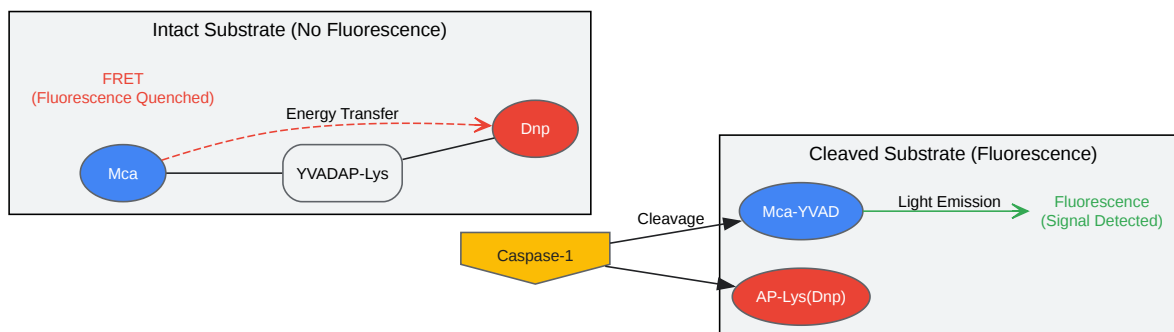 Intact Substrate (No Fluorescence)
FRET
(Fluorescence Quenched)
Energy Transfer
Dnp
Mca
YVADAP-Lys
Cleaved Substrate (Fluorescence)
Cleavage
Mca-YVAD
Light Emission
Fluorescence
(Signal Detected)
Caspase-1
AP-Lys(Dnp)